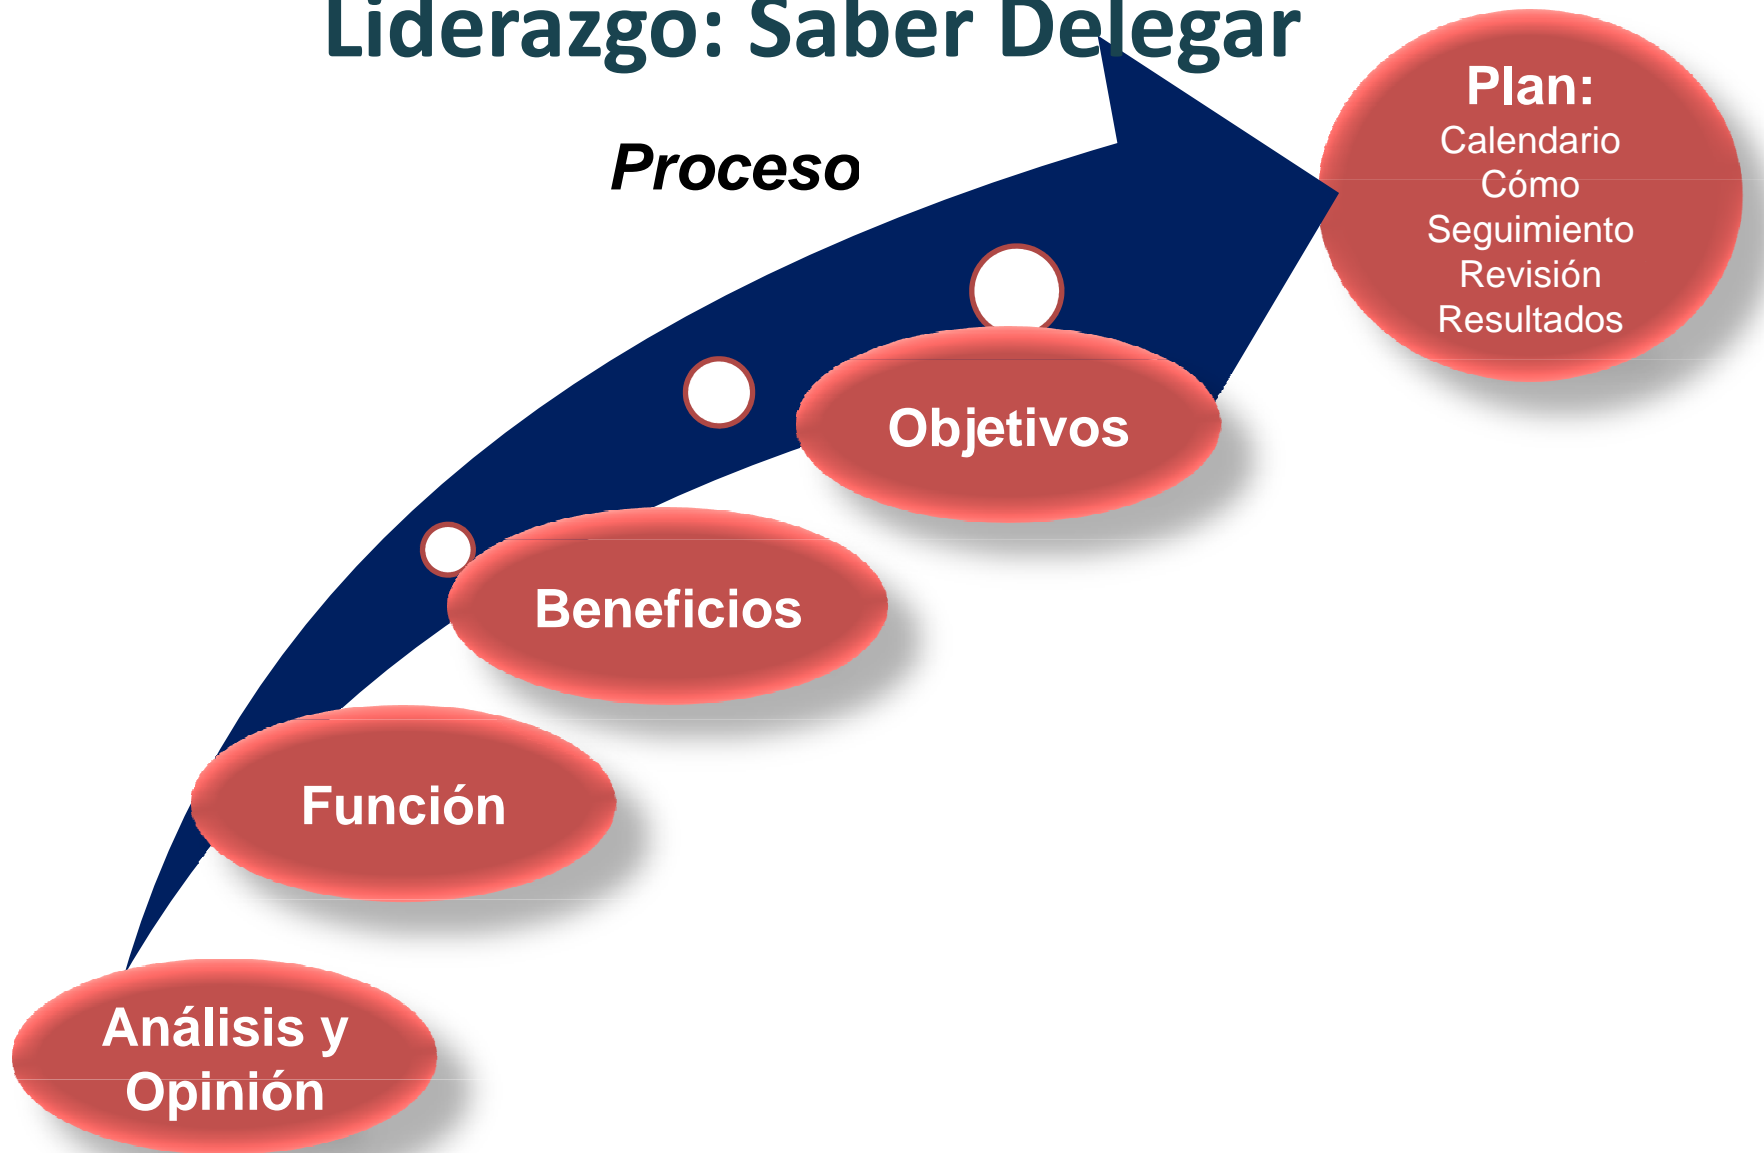 Liderazgo: Saber Delegar
Proceso
Plan:
Calendario
Cómo
Seguimiento
Revisión
Resultados
Objetivos
Beneficios
Función
Análisis y
Opinión